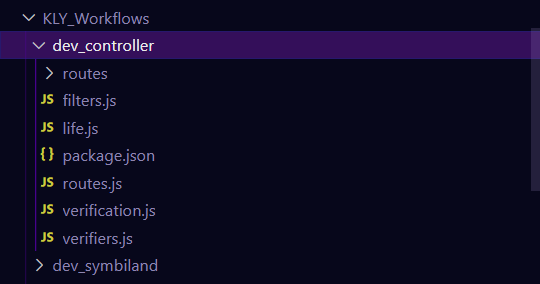 KLY_Workflows
dev_controller
routes
JS filters.js
JS life.js
{ } package.json
JS routes.js
JS verification.js
JS verifiers.js
dev_symbiland